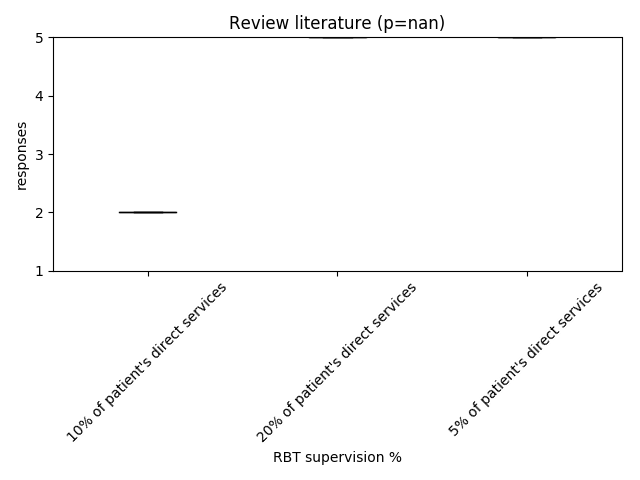 Review literature (p=nan)
5
4
3
2
1
responses
10% of patient's direct services
20% of patient's direct services
5% of patient's direct services
RBT supervision %